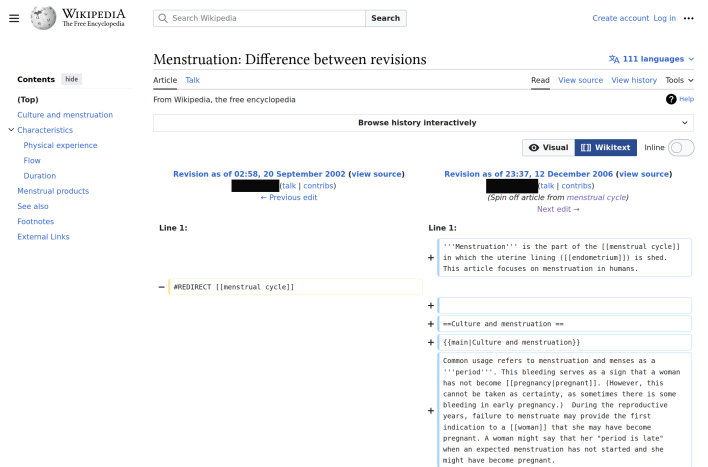 WIKIPEDIA
The Free Encyclopedia
Search Wikipedia
Search
Create account Log in •••
Menstruation: Difference between revisions
111 languages
Contents hide
Article Talk
Read View source View history Tools
(Top)
From Wikipedia, the free encyclopedia
? Help
Culture and menstruation
Characteristics
Physical experience
Flow
Duration
Menstrual products
See also
Footnotes
External Links
Browse history interactively
Visual [[]] Wikitext Inline
Revision as of 02:58, 20 September 2002 (view source)
(talk | contribs)
← Previous edit
Revision as of 23:37, 12 December 2006 (view source)
(talk | contribs)
(Spin off article from menstrual cycle)
Next edit →
Line 1:
Line 1:
+ '''Menstruation''' is the part of the [[menstrual cycle]]
in which the uterine lining ([[endometrium]]) is shed.
This article focuses on menstruation in humans.
− #REDIRECT [[menstrual cycle]]
+
+ ==Culture and menstruation ==
+ {{main|Culture and menstruation}}
+ Common usage refers to menstruation and menses as a
'''period'''. This bleeding serves as a sign that a woman
has not become [[pregnancy|pregnant]]. (However, this
cannot be taken as certainty, as sometimes there is some
bleeding in early pregnancy.)  During the reproductive
years, failure to menstruate may provide the first
indication to a [[woman]] that she may have become
pregnant. A woman might say that her "period is late"
when an expected menstruation has not started and she
might have become pregnant.